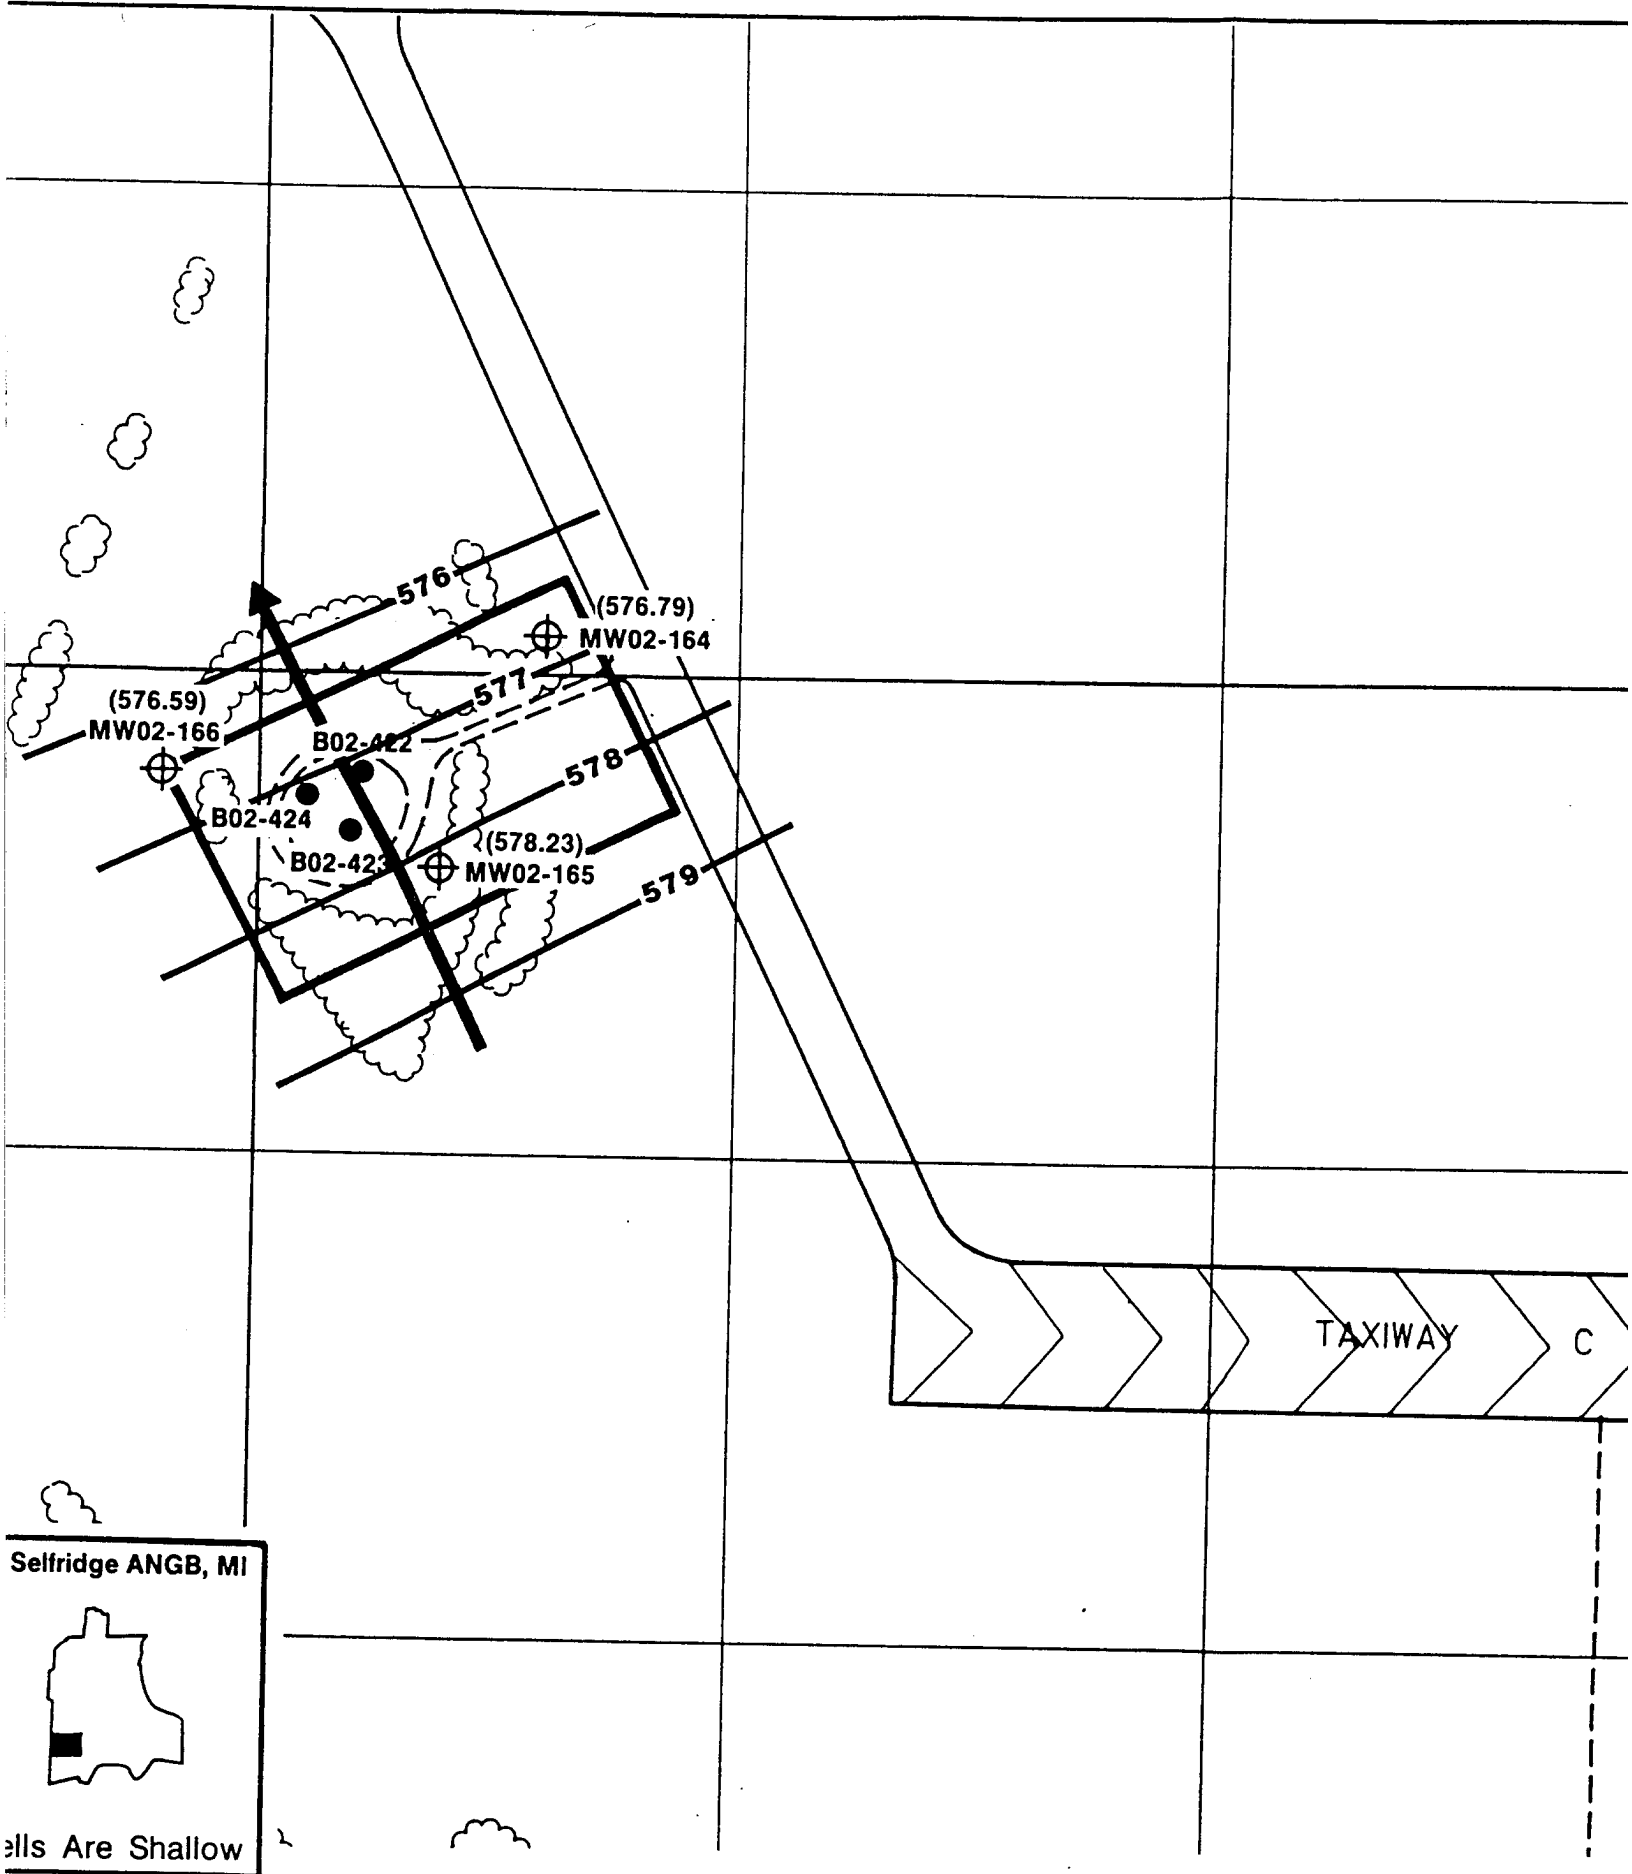 576
(576.79)
MW02-164
577
(576.59)
MW02-166
B02-422
578
B02-424
(578.23)
B02-423
MW02-165
579
TAXIWAY C
Selfridge ANGB, MI
ells Are Shallow